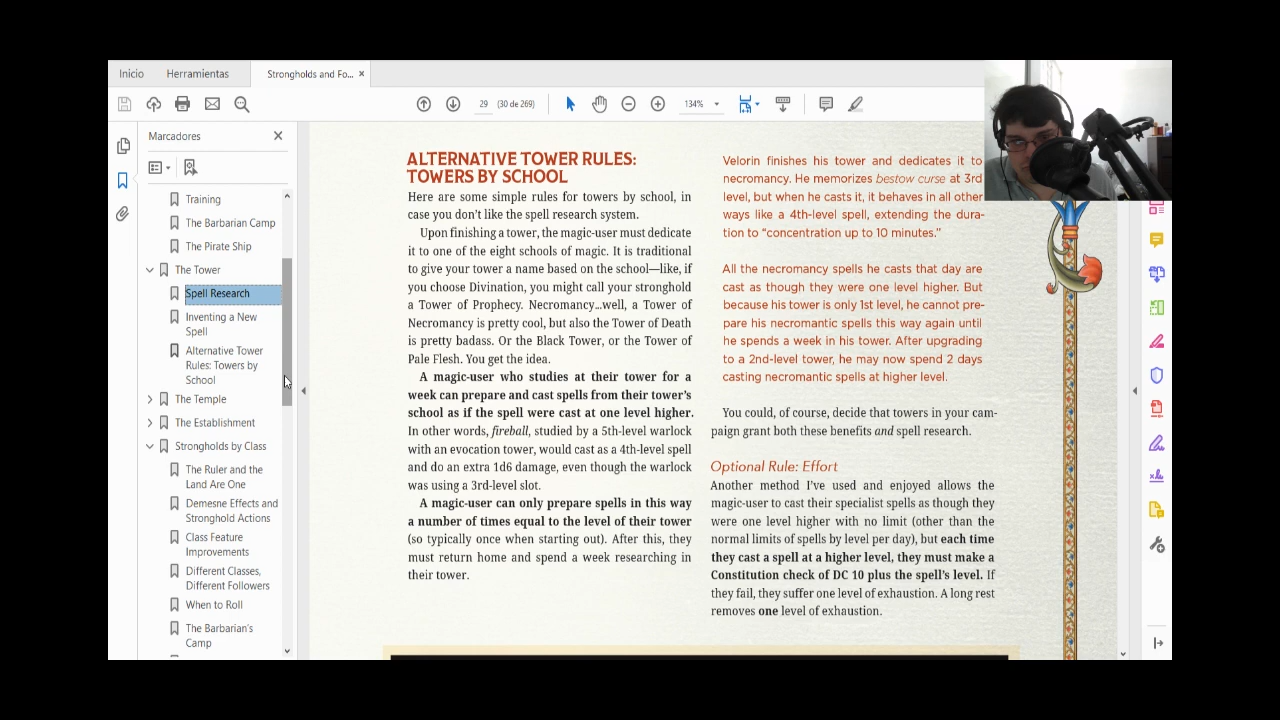 Inicio
Herramientas
Strongholds and Fo... ×
29
(30 de 269)
134%
Marcadores
Training
The Barbarian Camp
The Pirate Ship
The Tower
Spell Research
Inventing a New
Spell
Alternative Tower
Rules: Towers by
School
The Temple
The Establishment
Strongholds by Class
The Ruler and the
Land Are One
Demesne Effects and
Stronghold Actions
Class Feature
Improvements
Different Classes,
Different Followers
When to Roll
The Barbarian's
Camp
ALTERNATIVE TOWER RULES:
TOWERS BY SCHOOL
Here are some simple rules for towers by school, in
case you don't like the spell research system.
Upon finishing a tower, the magic-user must dedicate
it to one of the eight schools of magic. It is traditional
to give your tower a name based on the school—like, if
you choose Divination, you might call your stronghold
a Tower of Prophecy. Necromancy...well, a Tower of
Necromancy is pretty cool, but also the Tower of Death
is pretty badass. Or the Black Tower, or the Tower of
Pale Flesh. You get the idea.
A magic-user who studies at their tower for a
week can prepare and cast spells from their tower's
school as if the spell were cast at one level higher.
In other words, fireball, studied by a 5th-level warlock
with an evocation tower, would cast as a 4th-level spell
and do an extra 1d6 damage, even though the warlock
was using a 3rd-level slot.
A magic-user can only prepare spells in this way
a number of times equal to the level of their tower
(so typically once when starting out). After this, they
must return home and spend a week researching in
their tower.
Velorin finishes his tower and dedicates it to
necromancy. He memorizes bestow curse at 3rd
level, but when he casts it, it behaves in all other
ways like a 4th-level spell, extending the dura-
tion to “concentration up to 10 minutes.”
All the necromancy spells he casts that day are
cast as though they were one level higher. But
because his tower is only 1st level, he cannot pre-
pare his necromantic spells this way again until
he spends a week in his tower. After upgrading
to a 2nd-level tower, he may now spend 2 days
casting necromantic spells at higher level.
You could, of course, decide that towers in your cam-
paign grant both these benefits and spell research.
Optional Rule: Effort
Another method I've used and enjoyed allows the
magic-user to cast their specialist spells as though they
were one level higher with no limit (other than the
normal limits of spells by level per day), but each time
they cast a spell at a higher level, they must make a
Constitution check of DC 10 plus the spell's level. If
they fail, they suffer one level of exhaustion. A long rest
removes one level of exhaustion.